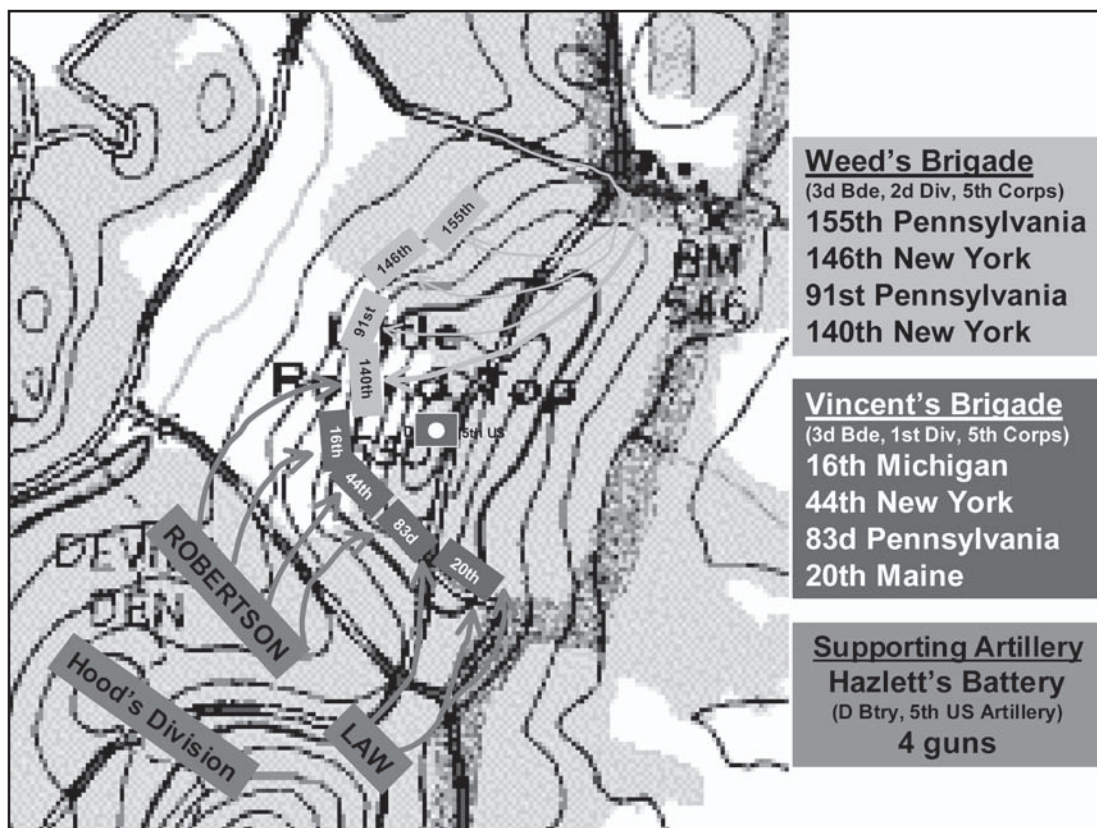 155th
146th
91st
140th
16th
44th
83d
20th
5th US
BM
546
DEN
ROBERTSON
LAW
Hood's Division
Weed's Brigade
(3d Bde, 2d Div, 5th Corps)
155th Pennsylvania
146th New York
91st Pennsylvania
140th New York
Vincent's Brigade
(3d Bde, 1st Div, 5th Corps)
16th Michigan
44th New York
83d Pennsylvania
20th Maine
Supporting Artillery
Hazlett's Battery
(D Btry, 5th US Artillery)
4 guns